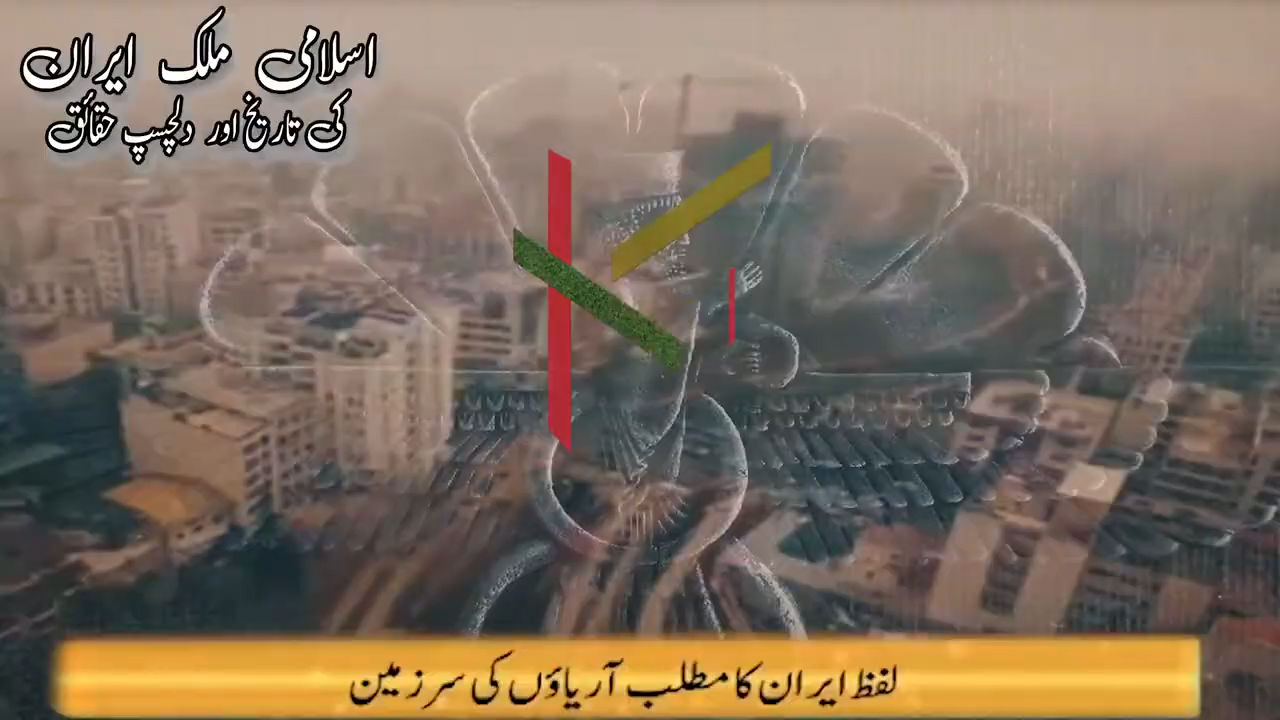 اسلامی ملک ایران
کی تاریخ اور دلچسپ حقائق
لفظ ایران کا مطلب آریاؤں کی سرزمین